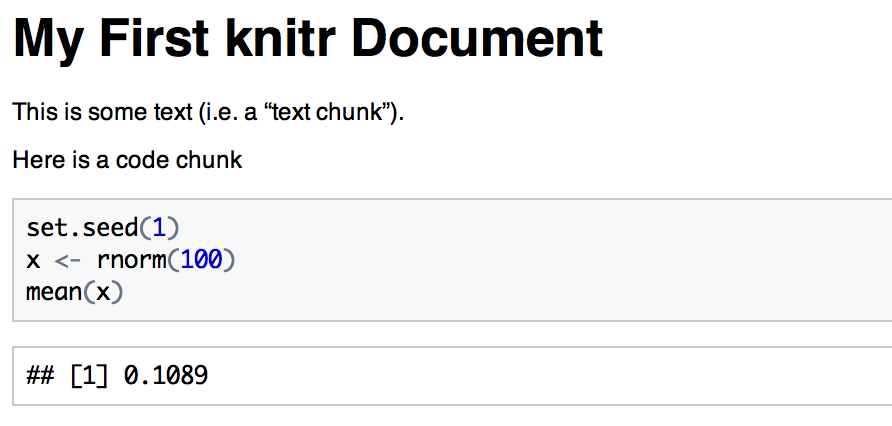 My First knitr Document
This is some text (i.e. a “text chunk”).
Here is a code chunk
set.seed(1)
x <- rnorm(100)
mean(x)
## [1] 0.1089